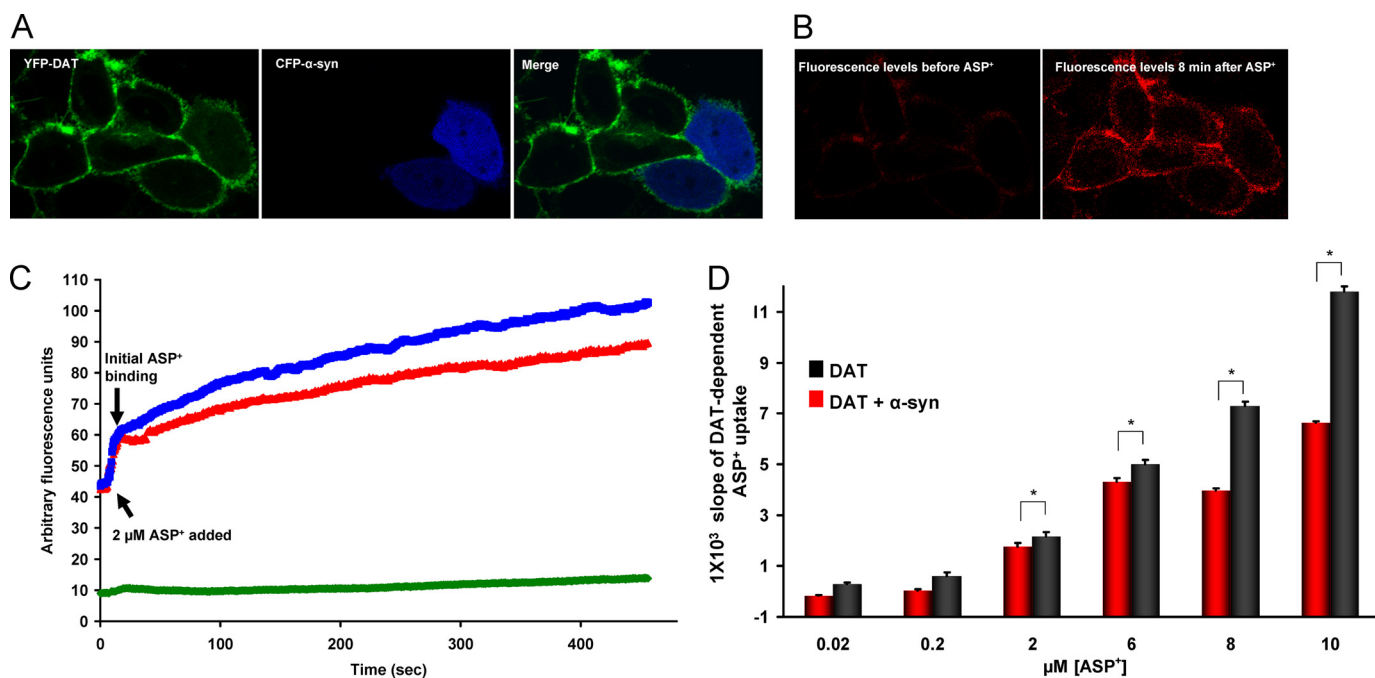 A
YFP-DAT
CFP-α-syn
Merge
B
Fluorescence levels before ASP⁺
Fluorescence levels 8 min after ASP⁺
C
Arbitrary fluorescence units
110
100
90
80
70
60
50
40
30
20
10
0
Initial ASP⁺
binding
2 µM ASP⁺ added
0
100
200
300
400
Time (sec)
D
1X10³ slope of DAT-dependent
ASP⁺ uptake
11
9
7
5
3
1
-1
DAT
DAT + α-syn
*
*
*
*
0.02
0.2
2
6
8
10
µM [ASP⁺]